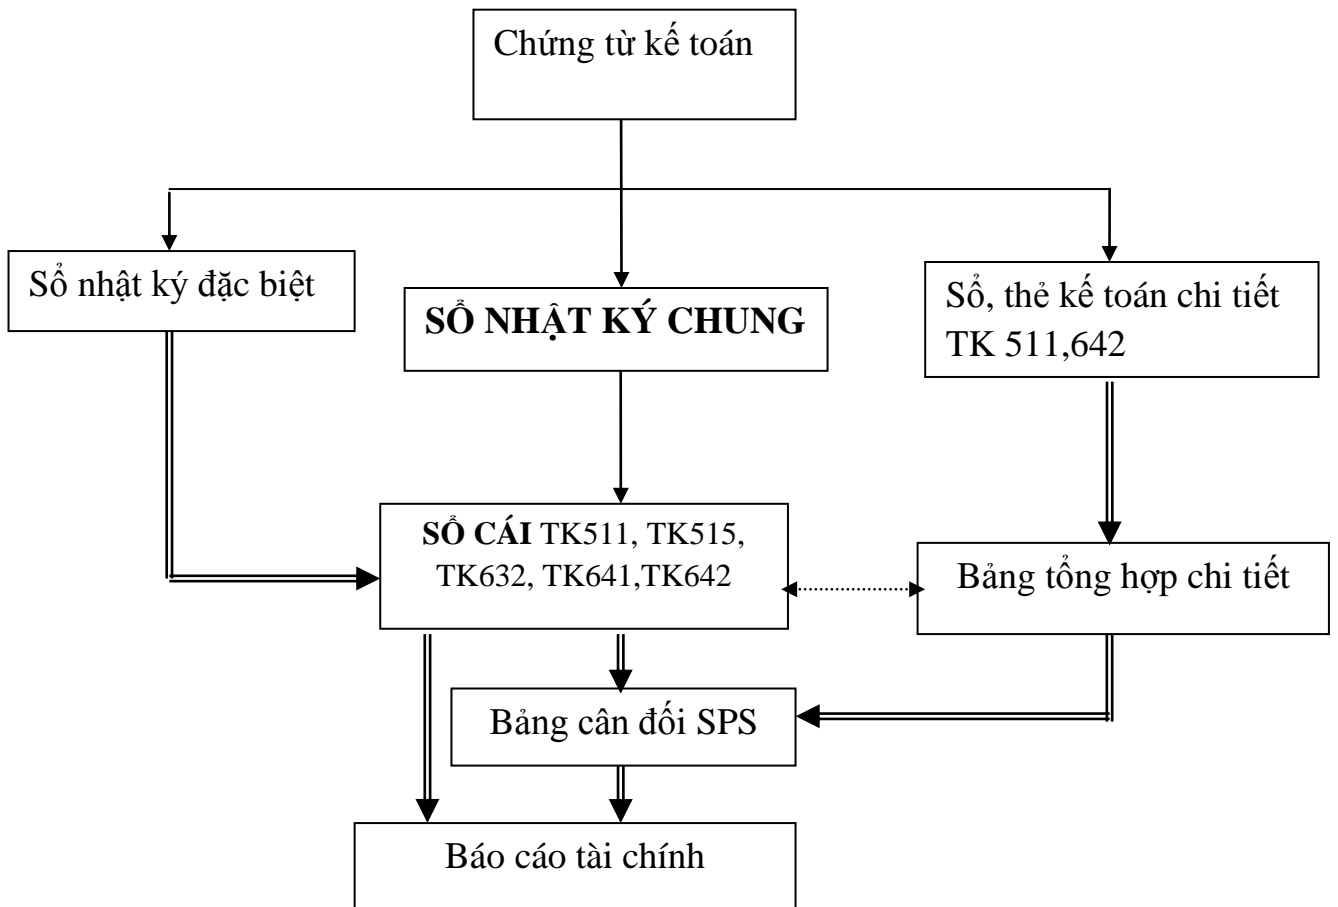 Chứng từ kế toán
Sổ nhật ký đặc biệt
SỔ NHẬT KÝ CHUNG
Sổ, thẻ kế toán chi tiết
TK 511,642
SỔ CÁI TK511, TK515,
TK632, TK641,TK642
Bảng tổng hợp chi tiết
Bảng cân đối SPS
Báo cáo tài chính